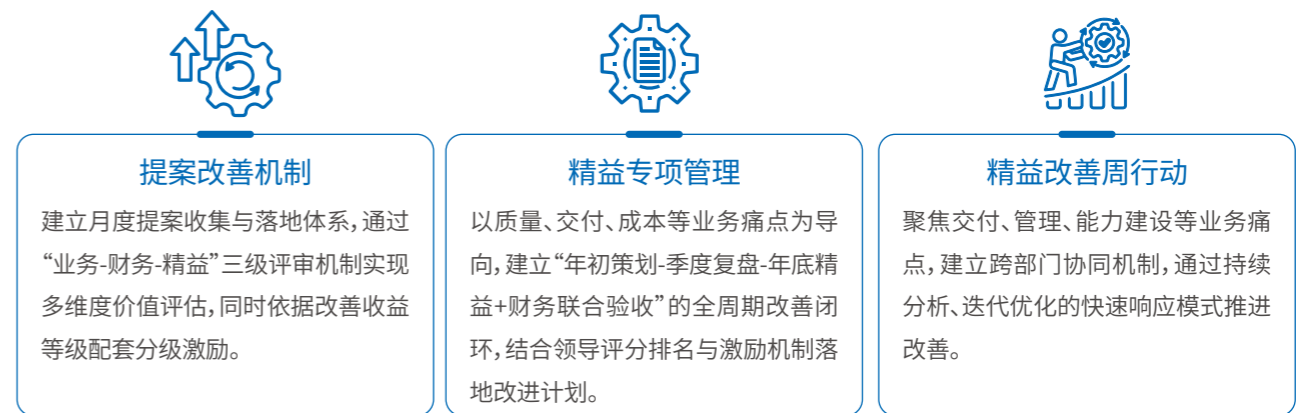 提案改善机制
建立月度提案收集与落地体系，通过
“业务-财务-精益”三级评审机制实现
多维度价值评估，同时依据改善收益
等级配套分级激励。
精益专项管理
以质量、交付、成本等业务痛点为导
向，建立“年初策划-季度复盘-年底精
益+财务联合验收”的全周期改善闭
环，结合领导评分排名与激励机制落
地改进计划。
精益改善周行动
聚焦交付、管理、能力建设等业务痛
点，建立跨部门协同机制，通过持续
分析、迭代优化的快速响应模式推进
改善。